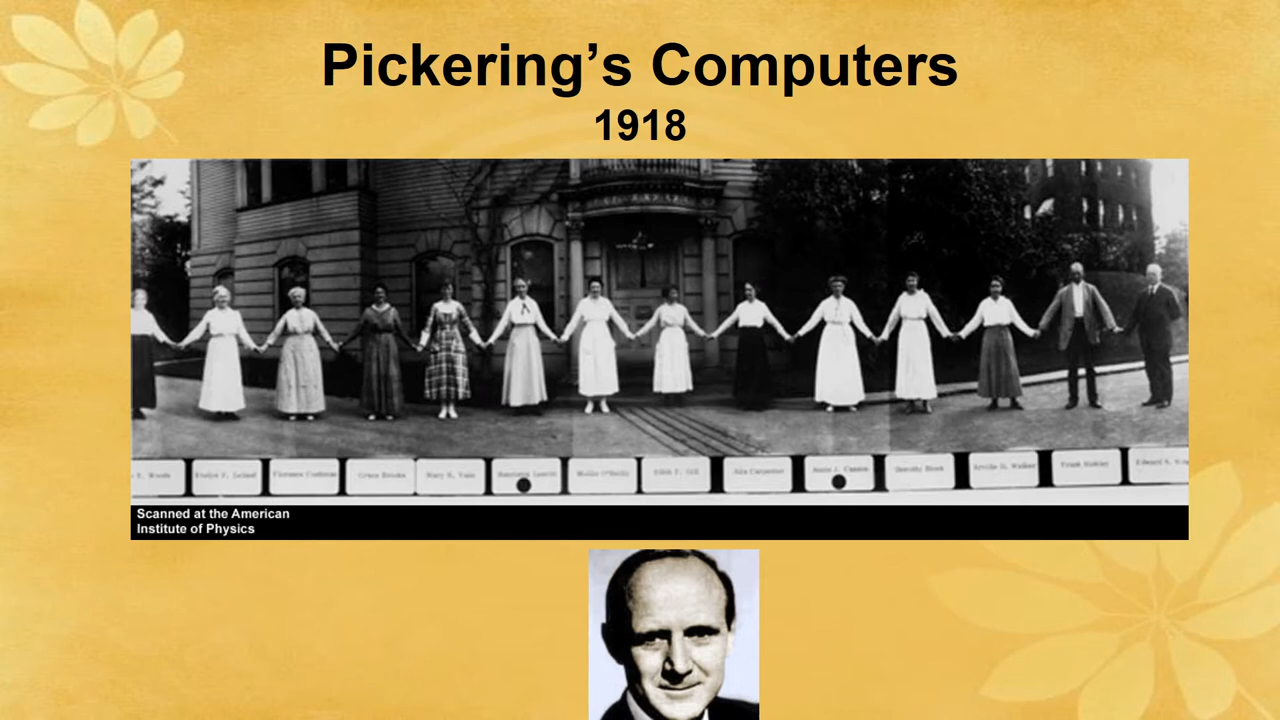 Pickering’s Computers
1918
Evelyn F. Leland
Florence Cushman
Grace Brooks
Mary H. Vann
Henrietta Leavitt
Mollie O'Reilly
Edith F. Gill
Alta Carpenter
Annie J. Cannon
Dorothy Block
Arville D. Walker
Frank Hinkley
Scanned at the American
Institute of Physics